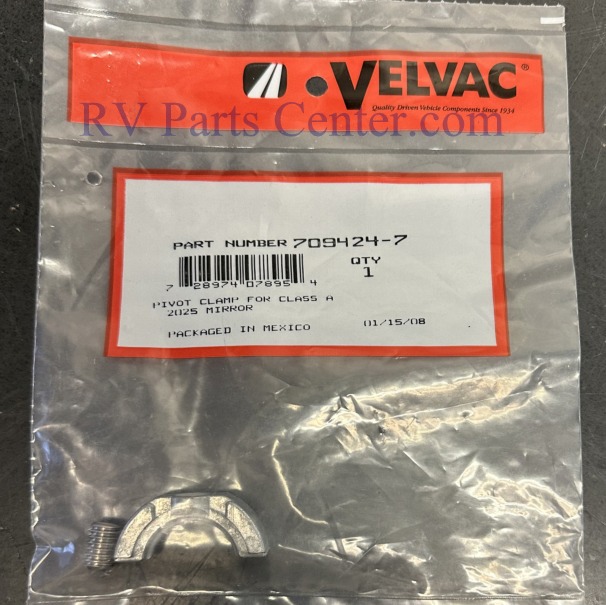 VELVAC®
Quality Driven Vehicle Components Since 1934
RV Parts Center.com
PART NUMBER 709424-7
QTY
1
7 28974 07895 4
PIVOT CLAMP FOR CLASS A
2025 MIRROR
PACKAGED IN MEXICO 01/15/08